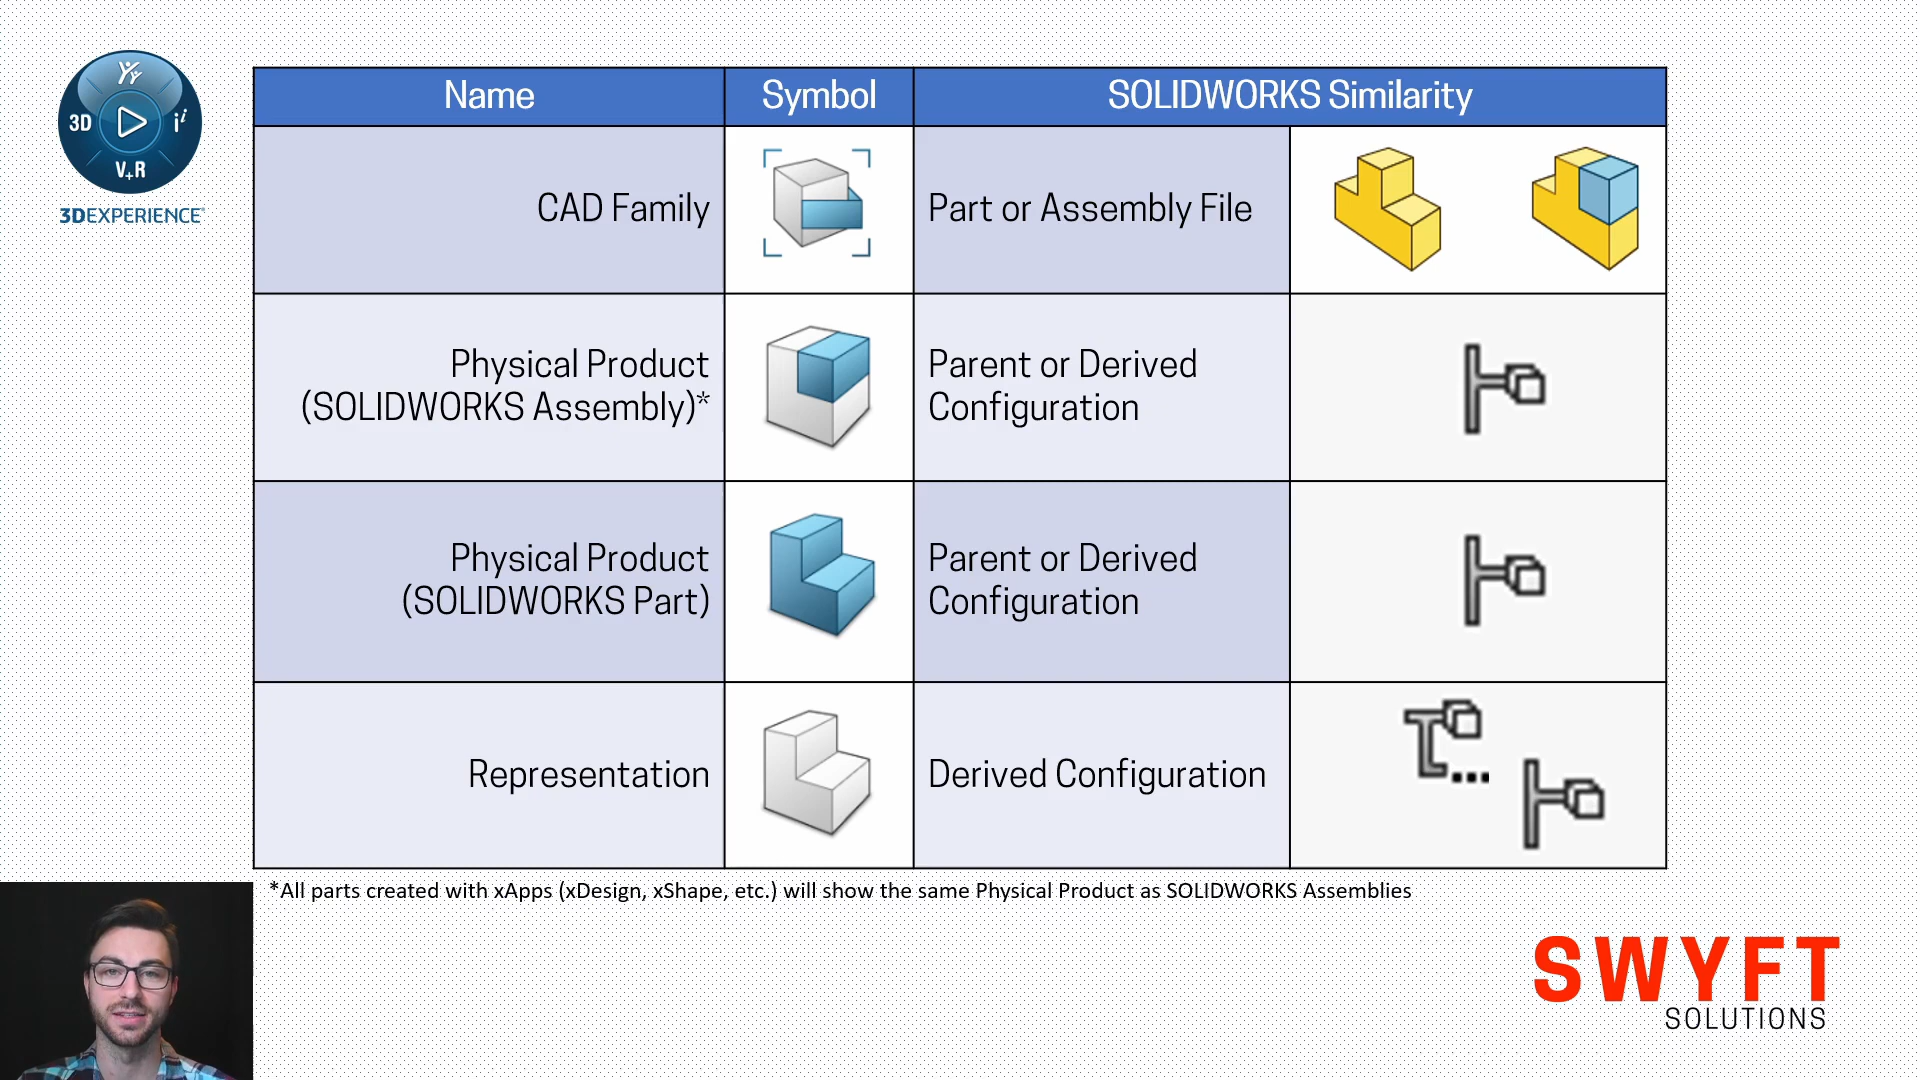 3D
V+R
3DEXPERIENCE
Name
Symbol
SOLIDWORKS Similarity
CAD Family
Part or Assembly File
Physical Product
(SOLIDWORKS Assembly)*
Parent or Derived
Configuration
Physical Product
(SOLIDWORKS Part)
Parent or Derived
Configuration
Representation
Derived Configuration
*All parts created with xApps (xDesign, xShape, etc.) will show the same Physical Product as SOLIDWORKS Assemblies
SWYFT
SOLUTIONS